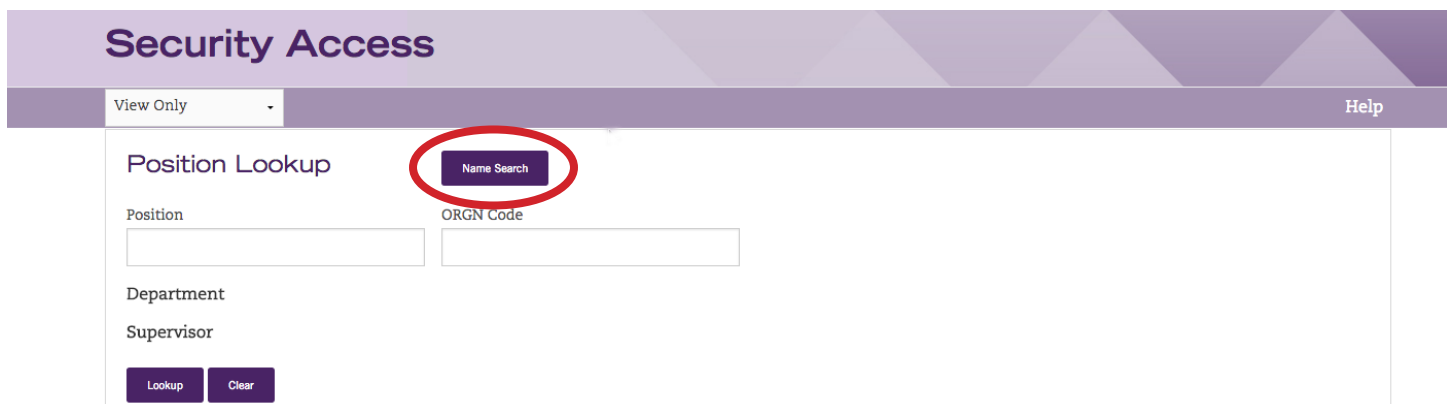 Security Access
View Only Help
Position Lookup Name Search
Position ORGN Code
Department
Supervisor
Lookup Clear